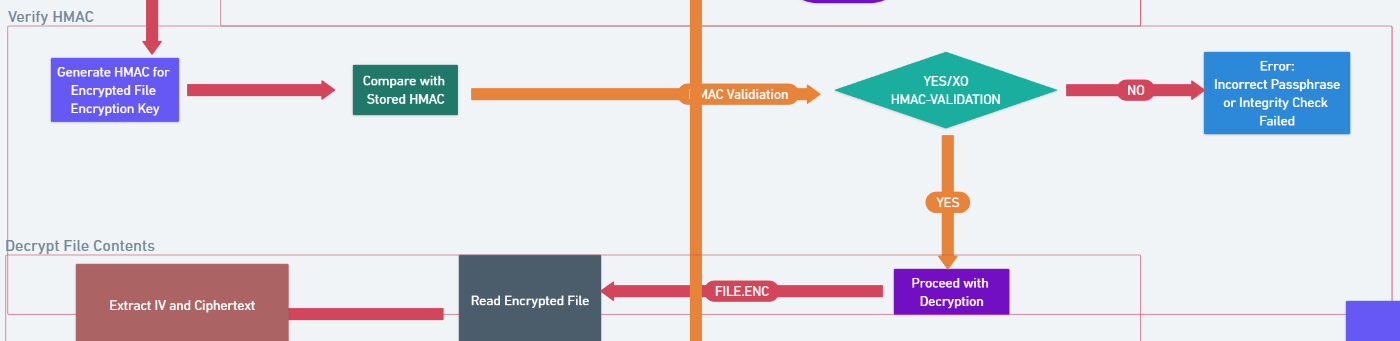 Verify HMAC
Generate HMAC for
Encrypted File
Encryption Key
Compare with
Stored HMAC
HMAC Validiation
YES/XO
HMAC-VALIDATION
NO
Error:
Incorrect Passphrase
or Integrity Check
Failed
YES
Decrypt File Contents
Extract IV and Ciphertext
Read Encrypted File
FILE.ENC
Proceed with
Decryption